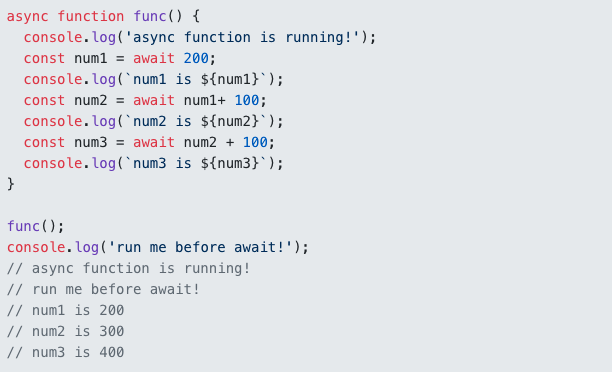 async function func() {
  console.log('async function is running!');
  const num1 = await 200;
  console.log(`num1 is ${num1}`);
  const num2 = await num1+ 100;
  console.log(`num2 is ${num2}`);
  const num3 = await num2 + 100;
  console.log(`num3 is ${num3}`);
}

func();
console.log('run me before await!');
// async function is running!
// run me before await!
// num1 is 200
// num2 is 300
// num3 is 400